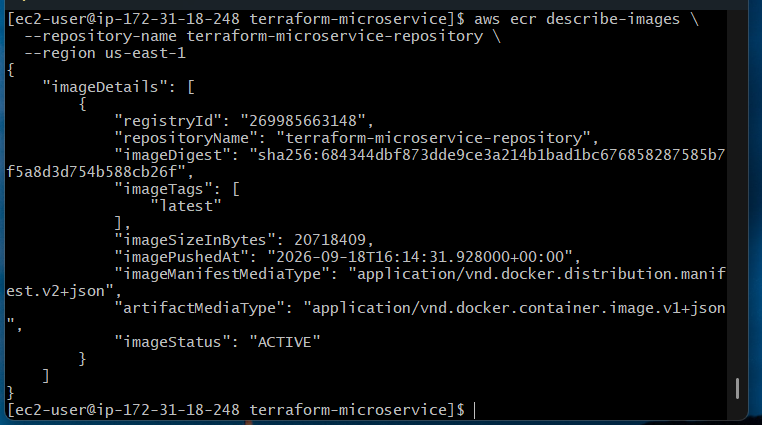 [ec2-user@ip-172-31-18-248 terraform-microservice]$ aws ecr describe-images \
  --repository-name terraform-microservice-repository \
  --region us-east-1
{
    "imageDetails": [
        {
            "registryId": "269985663148",
            "repositoryName": "terraform-microservice-repository",
            "imageDigest": "sha256:684344dbf873dde9ce3a214b1bad1bc676858287585b7
f5a8d3d754b588cb26f",
            "imageTags": [
                "latest"
            ],
            "imageSizeInBytes": 20718409,
            "imagePushedAt": "2026-09-18T16:14:31.928000+00:00",
            "imageManifestMediaType": "application/vnd.docker.distribution.manif
est.v2+json",
            "artifactMediaType": "application/vnd.docker.container.image.v1+json
",
            "imageStatus": "ACTIVE"
        }
    ]
}
[ec2-user@ip-172-31-18-248 terraform-microservice]$